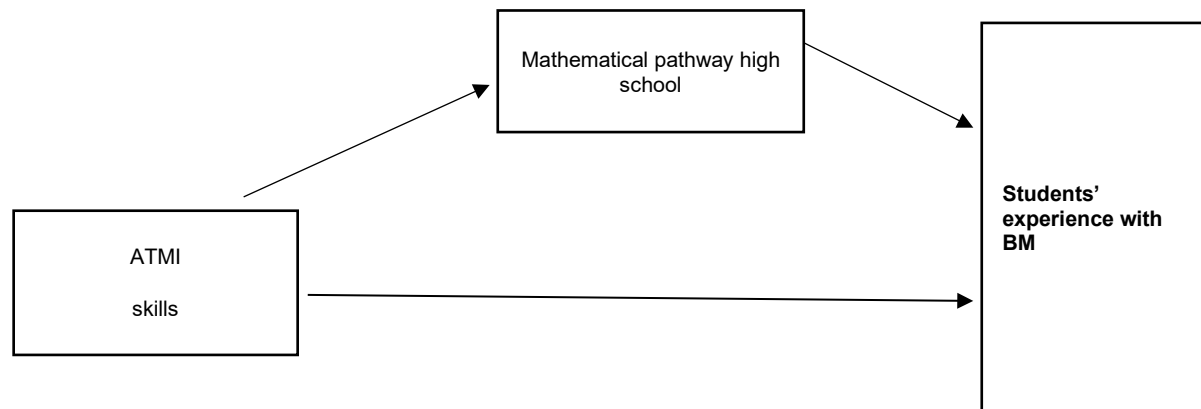 Mathematical pathway high
school
ATMI
skills
Students’
experience with
BM